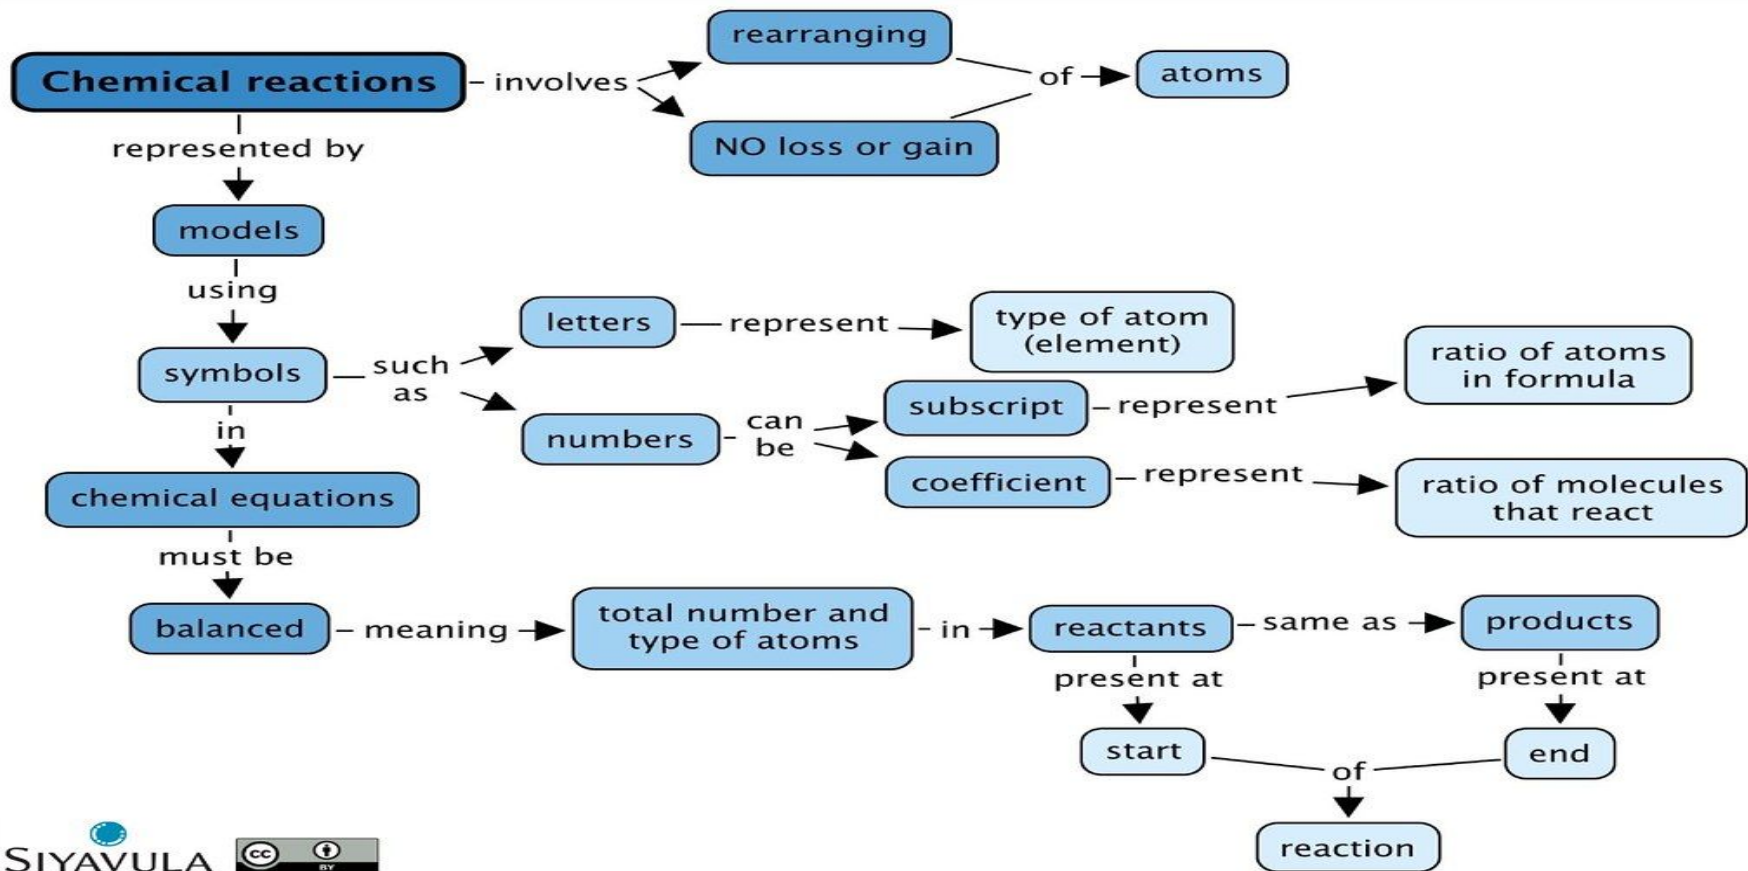 Chemical reactions
involves
rearranging
NO loss or gain
of
atoms
represented by
models
using
symbols
such
as
letters
represent
type of atom
(element)
numbers
can
be
subscript
represent
ratio of atoms
in formula
coefficient
represent
ratio of molecules
that react
in
chemical equations
must be
balanced
meaning
total number and
type of atoms
in
reactants
same as
products
present at
start
present at
end
of
reaction
SIYAVULA
cc
BY